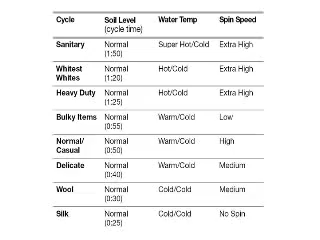 Cycle Soil Level Water Temp Spin Speed
(cycle time)
Sanitary Normal Super Hot/Cold Extra High
(1:50)
Whitest Normal Hot/Cold Extra High
Whites (1:20)
Heavy Duty Normal Hot/Cold Extra High
(1:25)
Bulky Items Normal Warm/Cold Low
(0:55)
Normal/ Normal Warm/Cold High
Casual (0:50)
Delicate Normal Warm/Cold Medium
(0:40)
Wool Normal Cold/Cold Medium
(0:30)
Silk Normal Cold/Cold No Spin
(0:25)